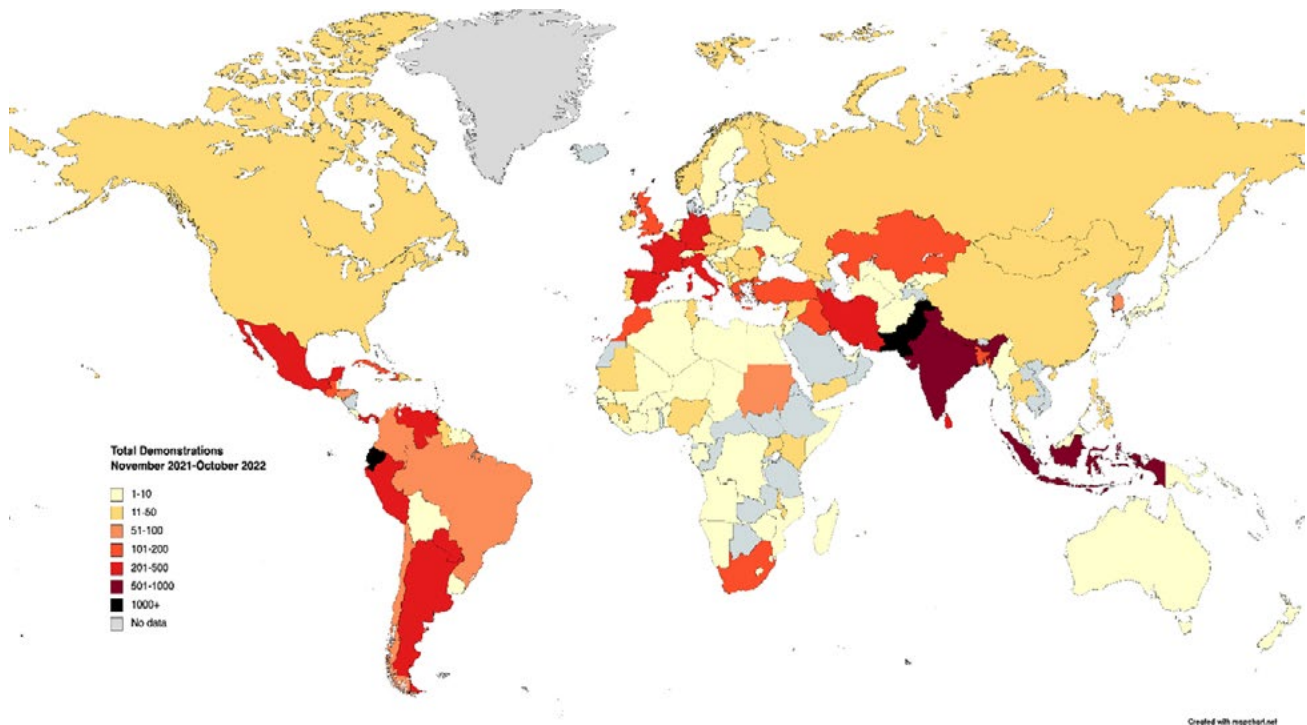 Total Demonstrations
November 2021-October 2022
1-10
11-50
51-100
101-200
201-500
501-1000
1000+
No data
Created with mapchart.net